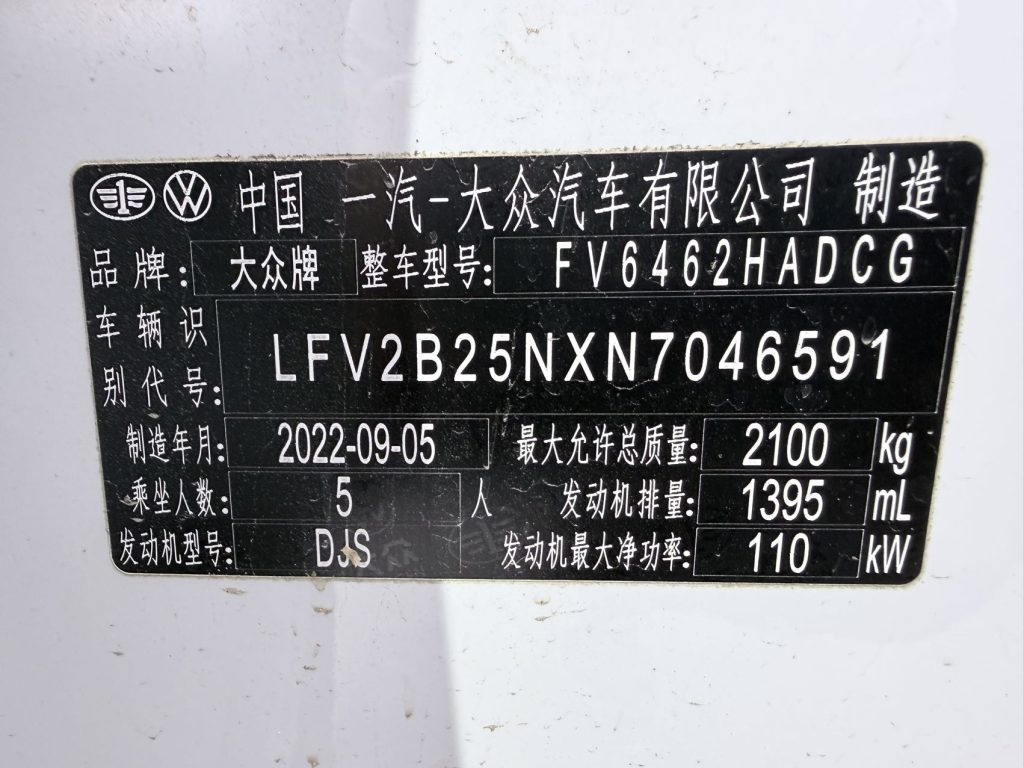 中国 一汽-大众汽车有限公司 制造
品牌: 大众牌 整车型号: FV6462HADCG
车辆识别代号: LFV2B25NXN7046591
制造年月: 2022-09-05 最大允许总质量: 2100 kg
乘坐人数: 5 人 发动机排量: 1395 mL
发动机型号: DJS 发动机最大净功率: 110 kW